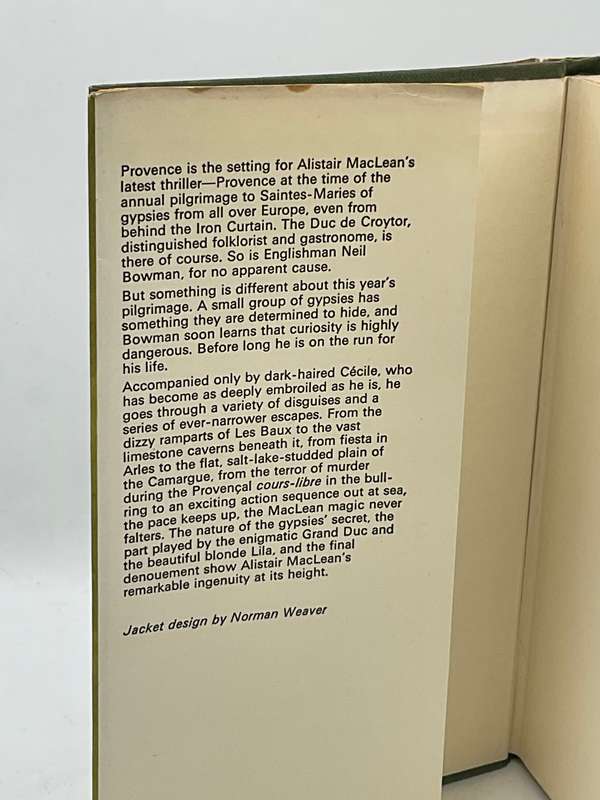 Provence is the setting for Alistair MacLean's
latest thriller—Provence at the time of the
annual pilgrimage to Saintes-Maries of
gypsies from all over Europe, even from
behind the Iron Curtain. The Duc de Croytor,
distinguished folklorist and gastronome, is
there of course. So is Englishman Neil
Bowman, for no apparent cause.
But something is different about this year's
pilgrimage. A small group of gypsies has
something they are determined to hide, and
Bowman soon learns that curiosity is highly
dangerous. Before long he is on the run for
his life.
Accompanied only by dark-haired Cécile, who
has become as deeply embroiled as he is, he
goes through a variety of disguises and a
series of ever-narrower escapes. From the
dizzy ramparts of Les Baux to the vast
limestone caverns beneath it, from fiesta in
Arles to the flat, salt-lake-studded plain of
the Camargue, from the terror of murder
during the Provençal cours-libre in the bull-
ring to an exciting action sequence out at sea,
the pace keeps up, the MacLean magic never
falters. The nature of the gypsies' secret, the
part played by the enigmatic Grand Duc and
the beautiful blonde Lila, and the final
denouement show Alistair MacLean's
remarkable ingenuity at its height.
Jacket design by Norman Weaver